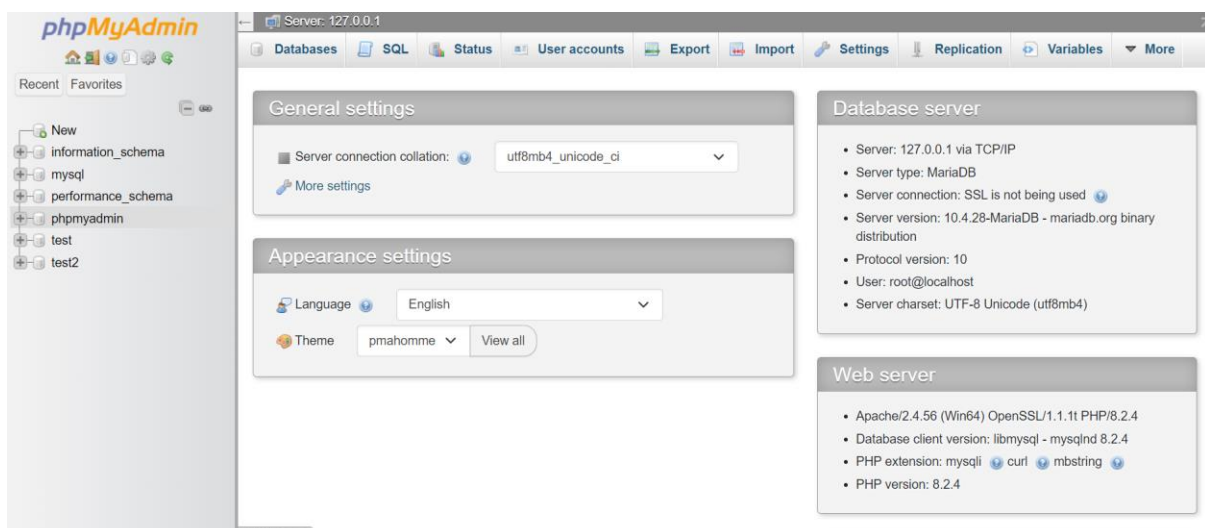 phpMyAdmin
Recent Favorites
New
information_schema
mysql
performance_schema
phpmyadmin
test
test2
Server: 127.0.0.1
Databases SQL Status User accounts Export Import Settings Replication Variables More
General settings
Server connection collation: utf8mb4_unicode_ci
More settings
Appearance settings
Language English
Theme pmahomme View all
Database server
• Server: 127.0.0.1 via TCP/IP
• Server type: MariaDB
• Server connection: SSL is not being used
• Server version: 10.4.28-MariaDB - mariadb.org binary
distribution
• Protocol version: 10
• User: root@localhost
• Server charset: UTF-8 Unicode (utf8mb4)
Web server
• Apache/2.4.56 (Win64) OpenSSL/1.1.1t PHP/8.2.4
• Database client version: libmysql - mysqlnd 8.2.4
• PHP extension: mysqli curl mbstring
• PHP version: 8.2.4